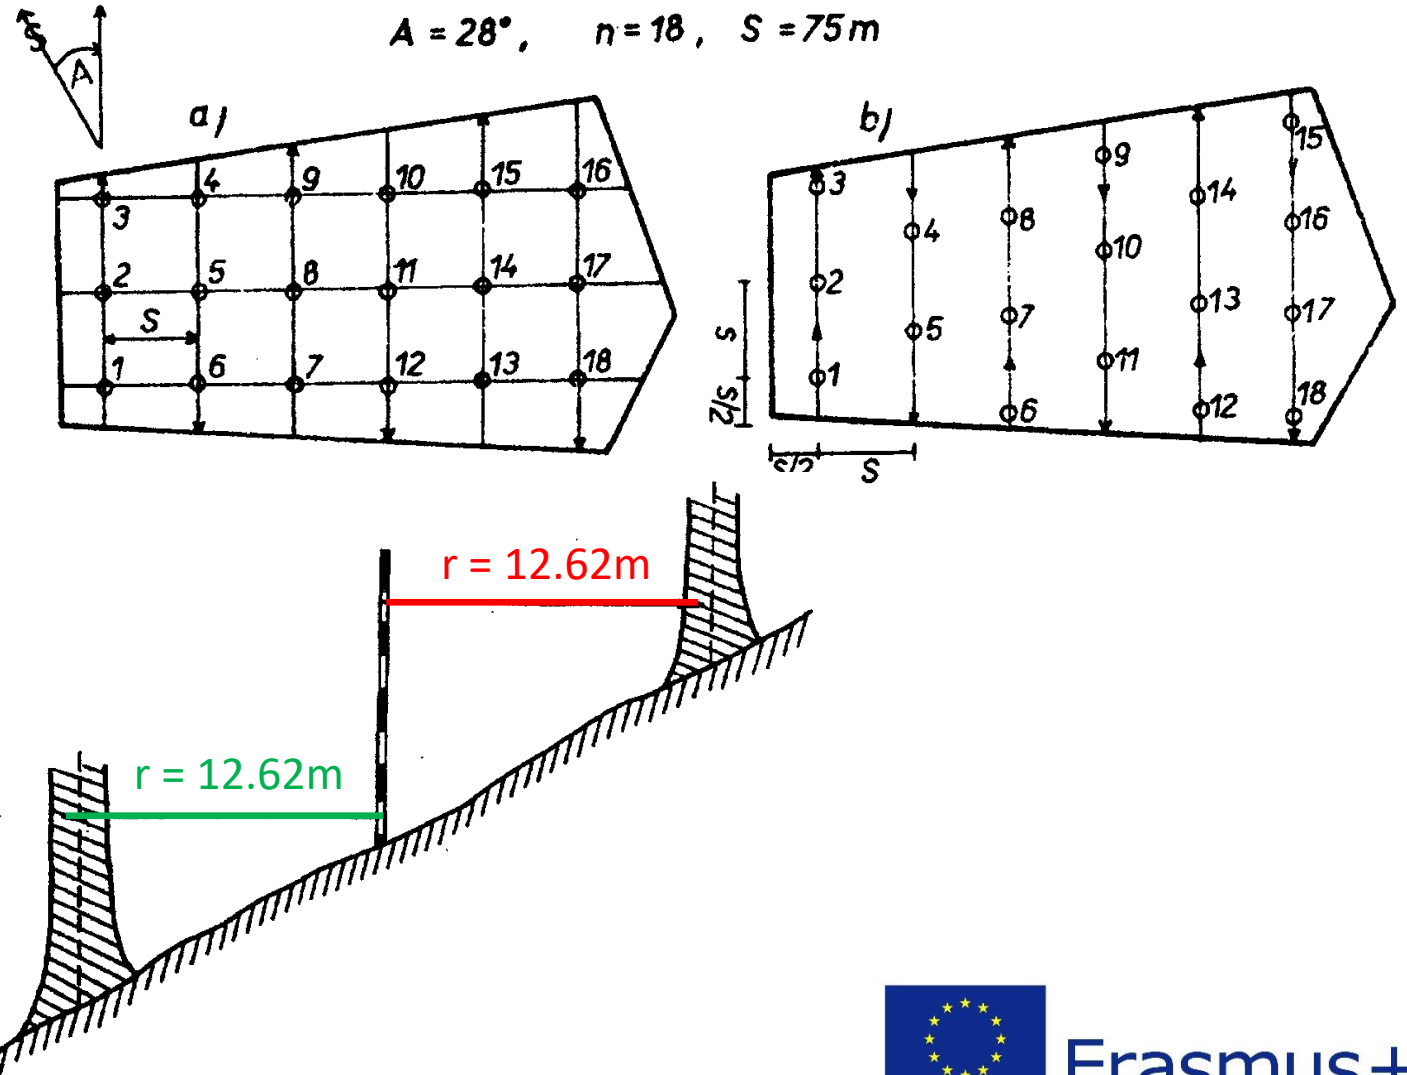 A = 28°, n = 18, S = 75 m
S
A
a)
4 9 10 15 16
3
2 5 8 11 14 17
S
1 6 7 12 13 18
b)
3 9 15
4 8 10 14 16
2
5 7 11 13 17
1 6 12 18
S
S/2
S/2 S
r = 12.62m
r = 12.62m
Erasmus+